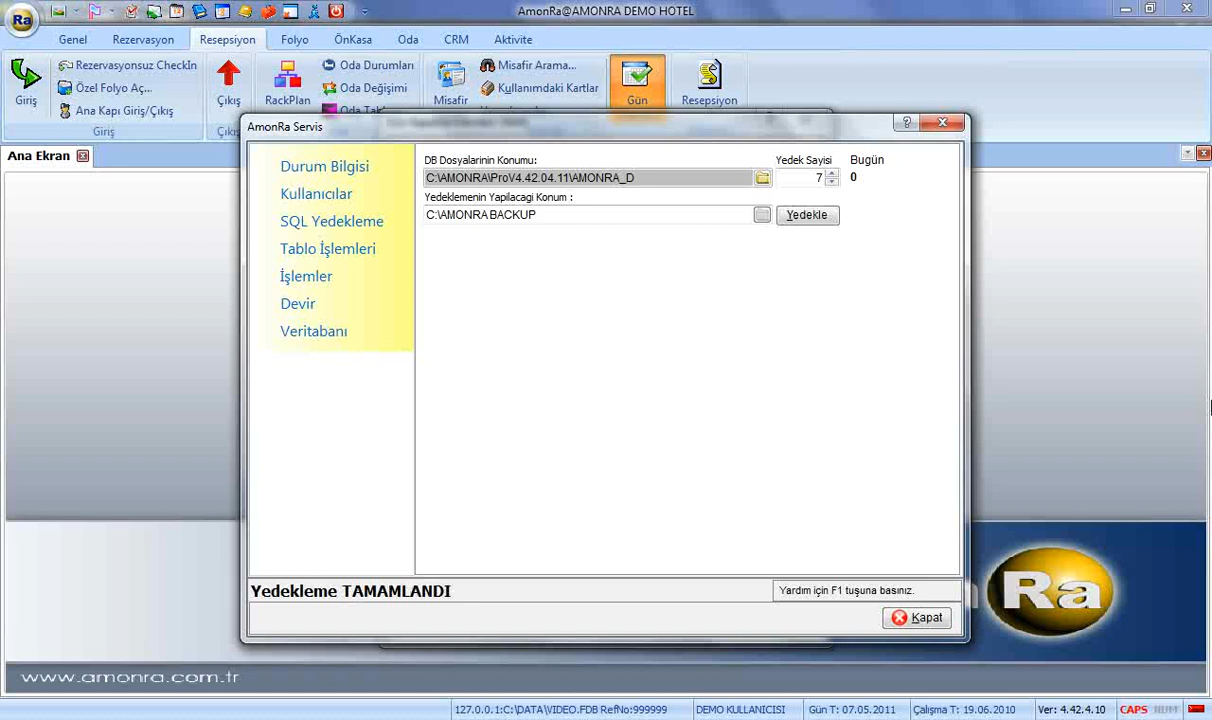 Ra
AmonRa@AMONRA DEMO HOTEL
Genel
Rezervasyon
Resepsiyon
Folyo
ÖnKasa
Oda
CRM
Aktivite
Giriş
Rezervasyonsuz CheckIn
Özel Folyo Aç...
Ana Kapı Giriş/Çıkış
Giriş
Çıkış
RackPlan
Oda Durumları
Oda Değişimi
Misafir
Misafir Arama...
Kullanımdaki Kartlar
Gün
Resepsiyon
Ana Ekran
AmonRa Servis
Durum Bilgisi
Kullanıcılar
SQL Yedekleme
Tablo İşlemleri
İşlemler
Devir
Veritabanı
DB Dosyalarinin Konumu:
Yedek Sayisi
Bugün
C:\AMONRA\ProV4.42.04.11\AMONRA_D
7
0
Yedeklemenin Yapilacagi Konum :
C:\AMONRA BACKUP
Yedekle
Yedekleme TAMAMLANDI
Yardım için F1 tuşuna basınız.
Kapat
Ra
www.amonra.com.tr
127.0.0.1:C:\DATA\VIDEO.FDB RefNo:999999
DEMO KULLANICISI
Gün T: 07.05.2011
Çalışma T: 19.06.2010
Ver: 4.42.4.10
CAPS
NUM